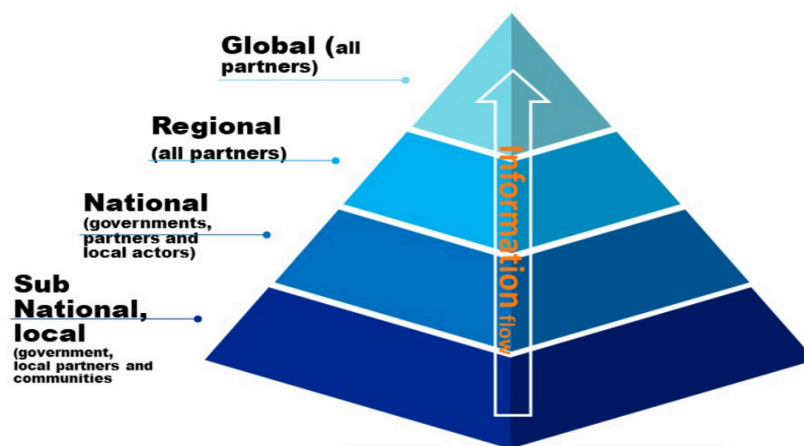 Global (all
partners)
Regional
(all partners)
National
(governments,
partners and
local actors)
Sub
National,
local
(government,
local partners and
communities
Information flow